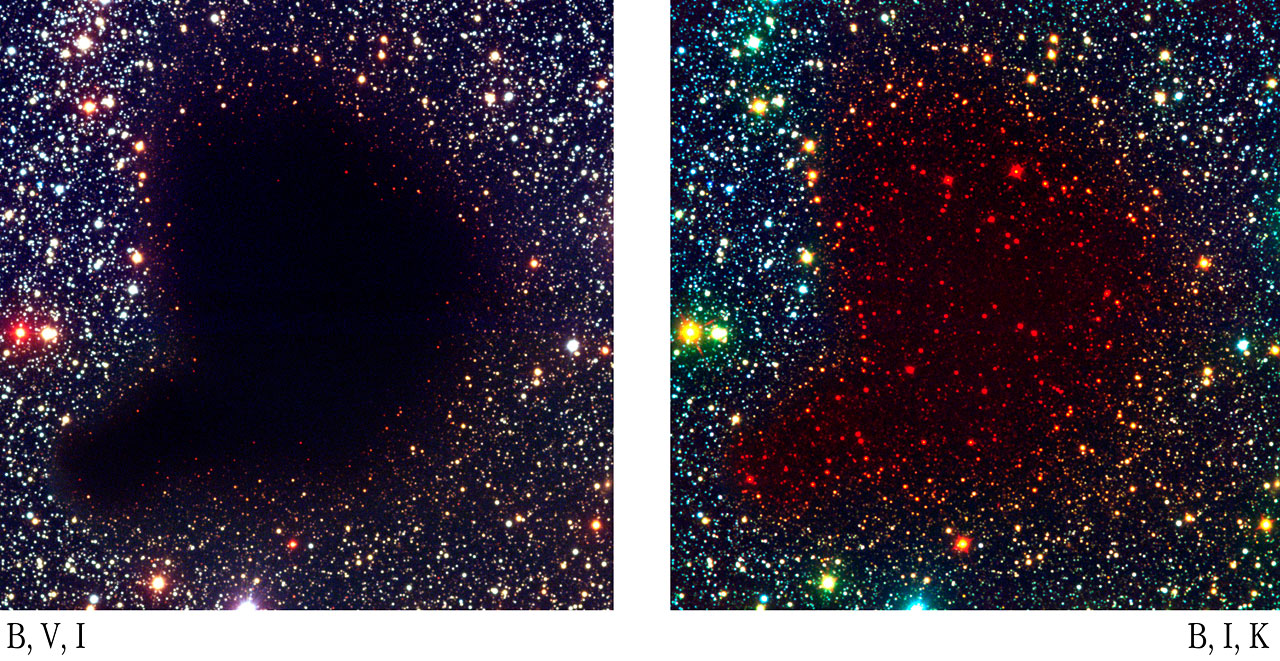 B, V, I
B, I, K